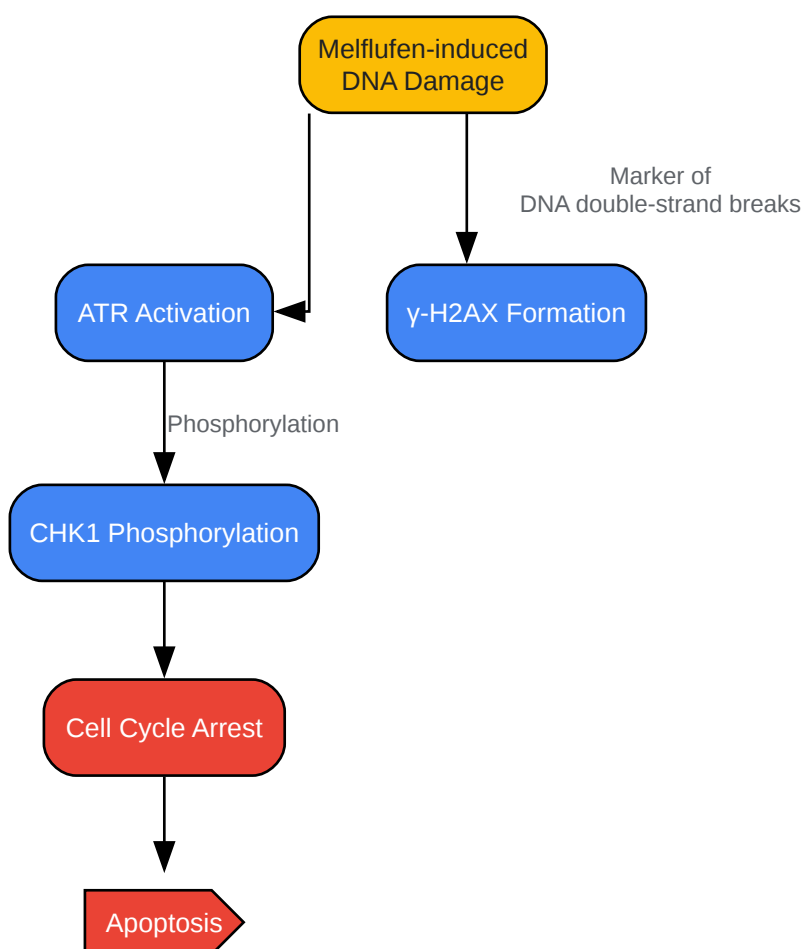 Melflufen-induced
DNA Damage
Marker of
DNA double-strand breaks
ATR Activation
γ-H2AX Formation
Phosphorylation
CHK1 Phosphorylation
Cell Cycle Arrest
Apoptosis